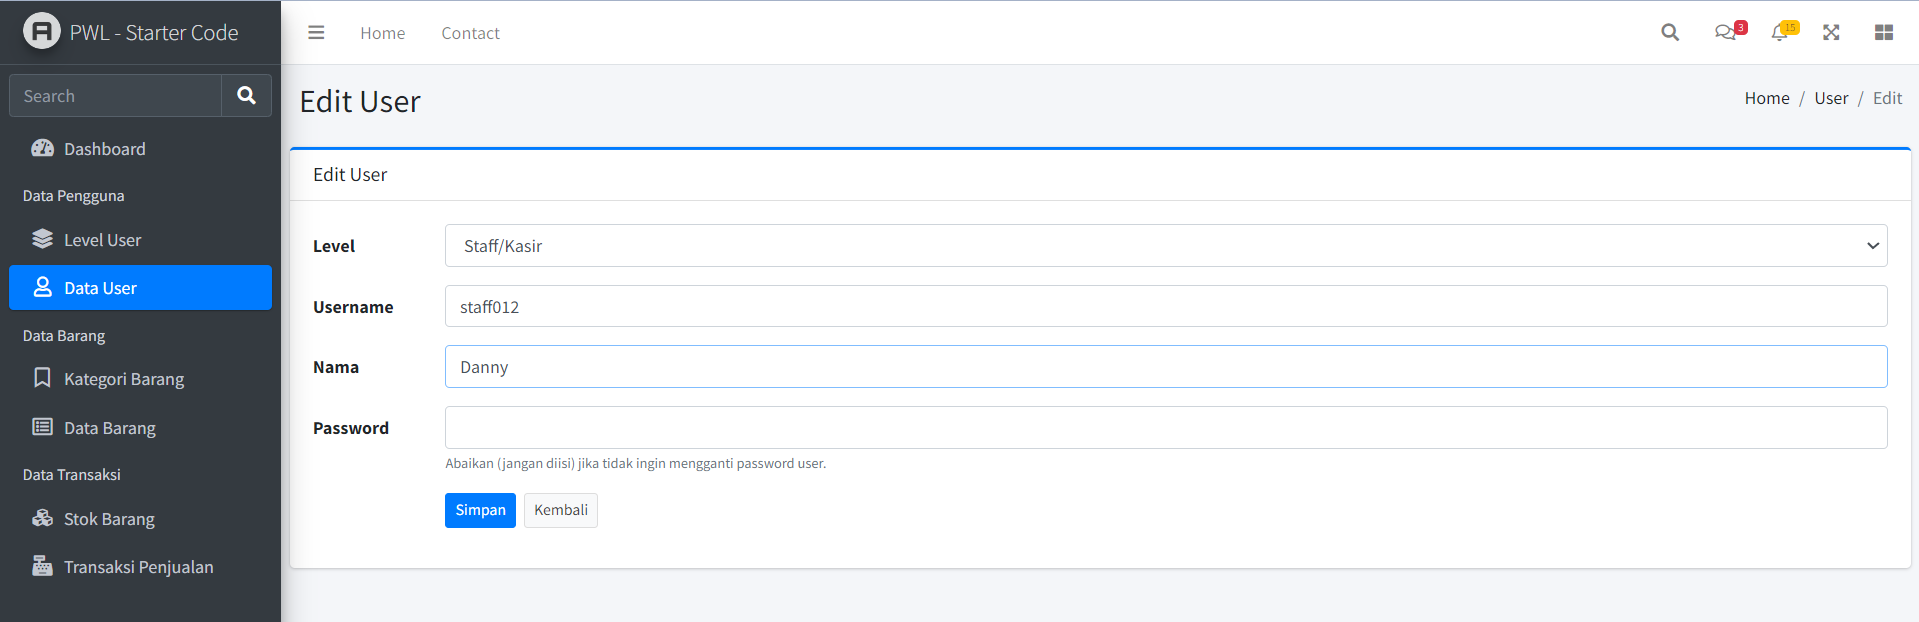 PWL - Starter Code
Search
Dashboard
Data Pengguna
Level User
Data User
Data Barang
Kategori Barang
Data Barang
Data Transaksi
Stok Barang
Transaksi Penjualan
Home Contact
3
15
Edit User
Home / User / Edit
Edit User
Level
Staff/Kasir
Username
staff012
Nama
Danny
Password
Abaikan (jangan diisi) jika tidak ingin mengganti password user.
Simpan Kembali